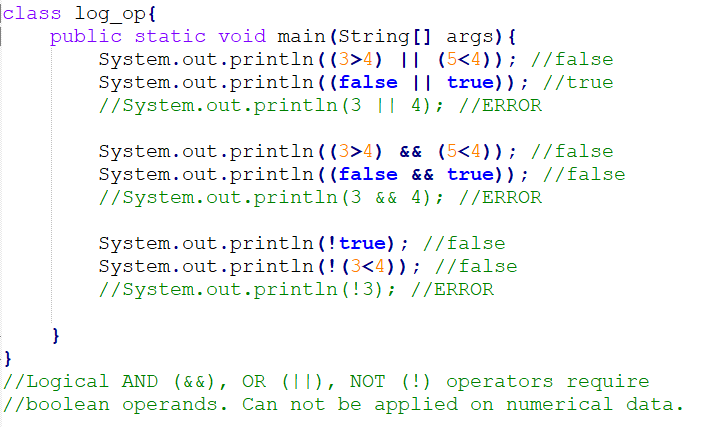 class log_op{
    public static void main(String[] args){
        System.out.println((3>4) || (5<4)); //false
        System.out.println((false || true)); //true
        //System.out.println(3 || 4); //ERROR

        System.out.println((3>4) && (5<4)); //false
        System.out.println((false && true)); //false
        //System.out.println(3 && 4); //ERROR

        System.out.println(!true); //false
        System.out.println(!(3<4)); //false
        //System.out.println(!3); //ERROR

    }
}
//Logical AND (&&), OR (||), NOT (!) operators require
//boolean operands. Can not be applied on numerical data.